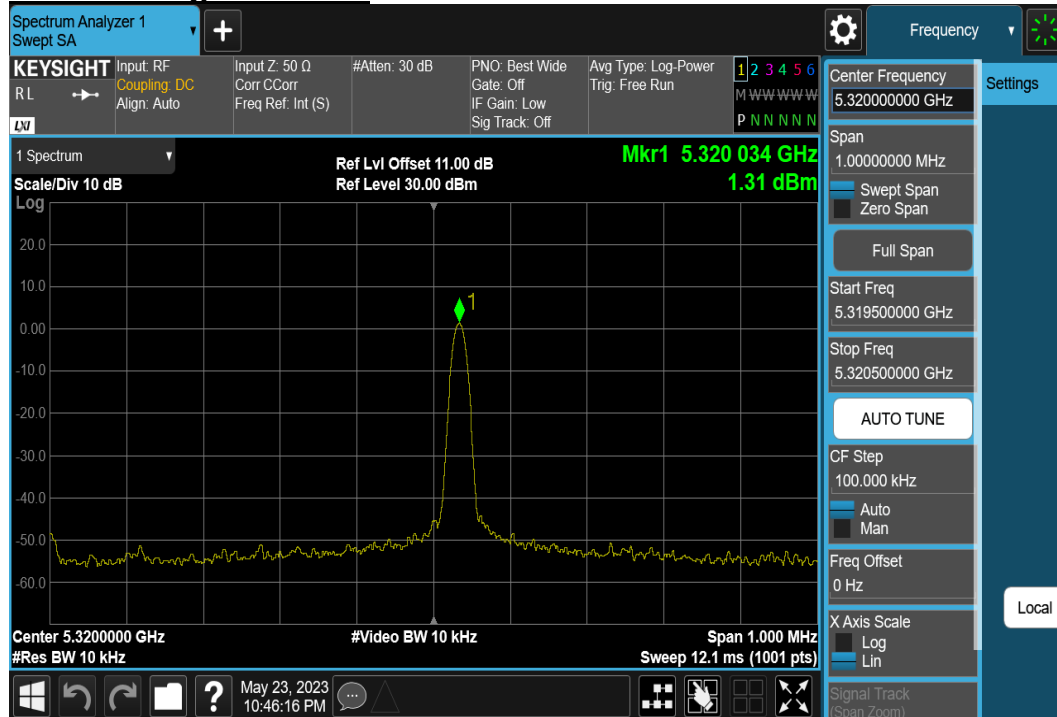 Spectrum Analyzer 1
Swept SA
+
Frequency
KEYSIGHT
RL
LXI
Input: RF
Coupling: DC
Align: Auto
Input Z: 50 Ω
Corr CCorr
Freq Ref: Int (S)
#Atten: 30 dB
PNO: Best Wide
Gate: Off
IF Gain: Low
Sig Track: Off
Avg Type: Log-Power
Trig: Free Run
1 2 3 4 5 6
M W W W W W
P N N N N N
1 Spectrum
Scale/Div 10 dB
Log
Ref Lvl Offset 11.00 dB
Ref Level 30.00 dBm
Mkr1 5.320 034 GHz
1.31 dBm
1
20.0
10.0
0.00
-10.0
-20.0
-30.0
-40.0
-50.0
-60.0
Center 5.3200000 GHz
#Res BW 10 kHz
#Video BW 10 kHz
Span 1.000 MHz
Sweep 12.1 ms (1001 pts)
Center Frequency
5.320000000 GHz
Span
1.00000000 MHz
Swept Span
Zero Span
Full Span
Start Freq
5.319500000 GHz
Stop Freq
5.320500000 GHz
AUTO TUNE
CF Step
100.000 kHz
Auto
Man
Freq Offset
0 Hz
X Axis Scale
Log
Lin
Signal Track
(Span Zoom)
Settings
Local
?
May 23, 2023
10:46:16 PM